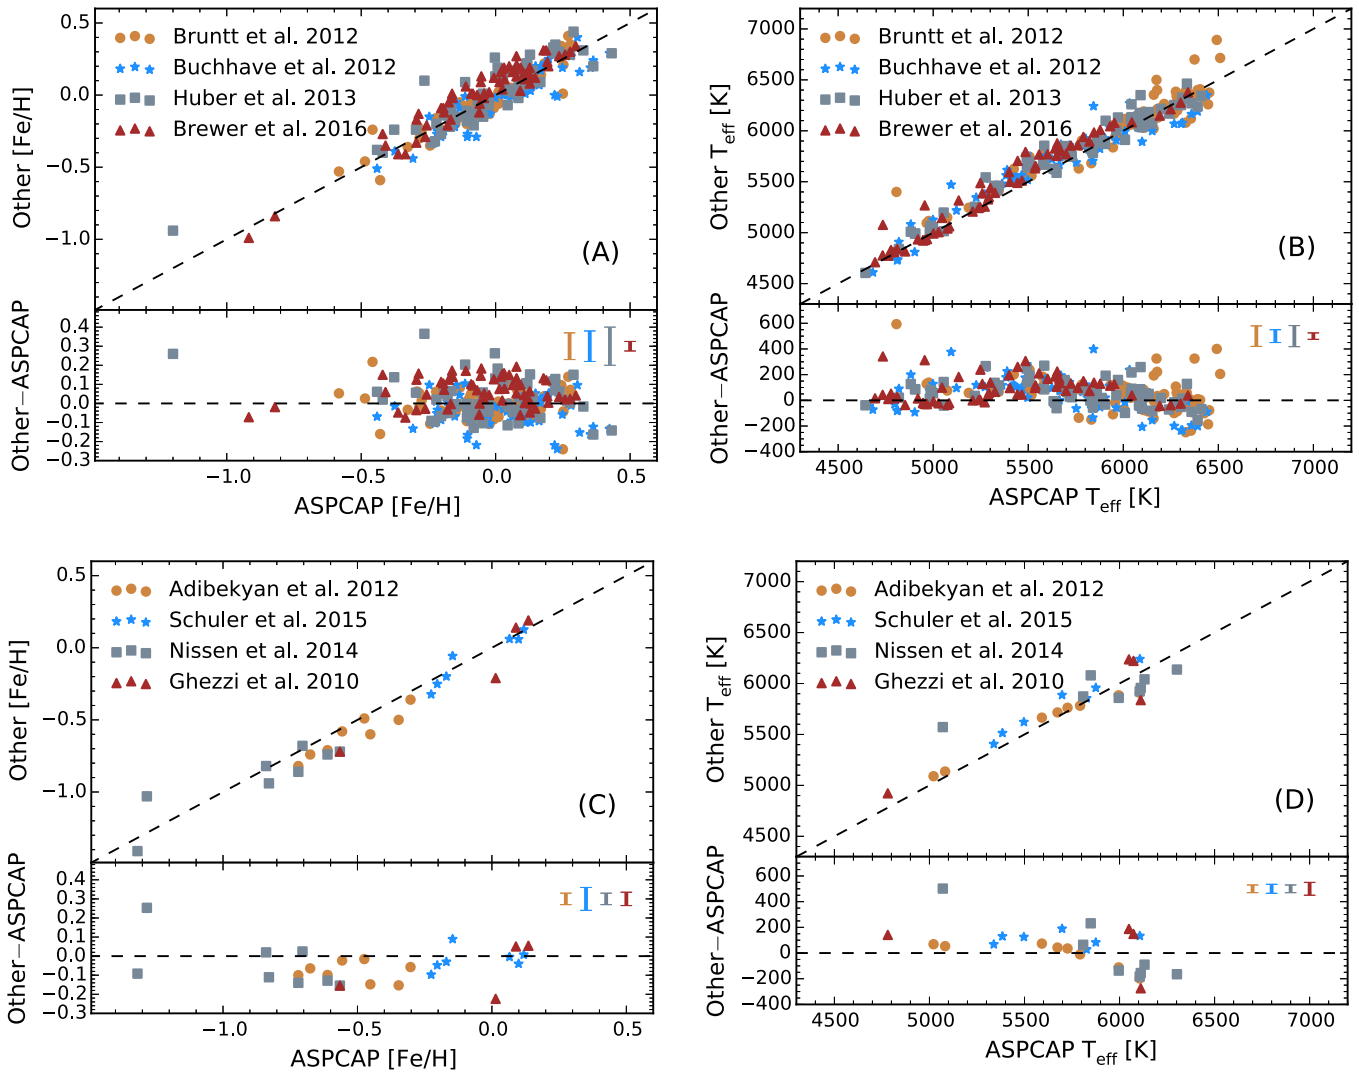 0.5
0.0
−0.5
−1.0
Other [Fe/H]
Bruntt et al. 2012
Buchhave et al. 2012
Huber et al. 2013
Brewer et al. 2016
(A)
0.4
0.3
0.2
0.1
0.0
−0.1
−0.2
−0.3
Other−ASPCAP
−1.0 −0.5 0.0 0.5
ASPCAP [Fe/H]
7000
6500
6000
5500
5000
4500
Other Teff [K]
Bruntt et al. 2012
Buchhave et al. 2012
Huber et al. 2013
Brewer et al. 2016
(B)
600
400
200
0
−200
−400
Other−ASPCAP
4500 5000 5500 6000 6500 7000
ASPCAP Teff [K]
0.5
0.0
−0.5
−1.0
Other [Fe/H]
Adibekyan et al. 2012
Schuler et al. 2015
Nissen et al. 2014
Ghezzi et al. 2010
(C)
0.4
0.3
0.2
0.1
0.0
−0.1
−0.2
−0.3
Other−ASPCAP
−1.0 −0.5 0.0 0.5
ASPCAP [Fe/H]
7000
6500
6000
5500
5000
4500
Other Teff [K]
Adibekyan et al. 2012
Schuler et al. 2015
Nissen et al. 2014
Ghezzi et al. 2010
(D)
600
400
200
0
−200
−400
Other−ASPCAP
4500 5000 5500 6000 6500 7000
ASPCAP Teff [K]